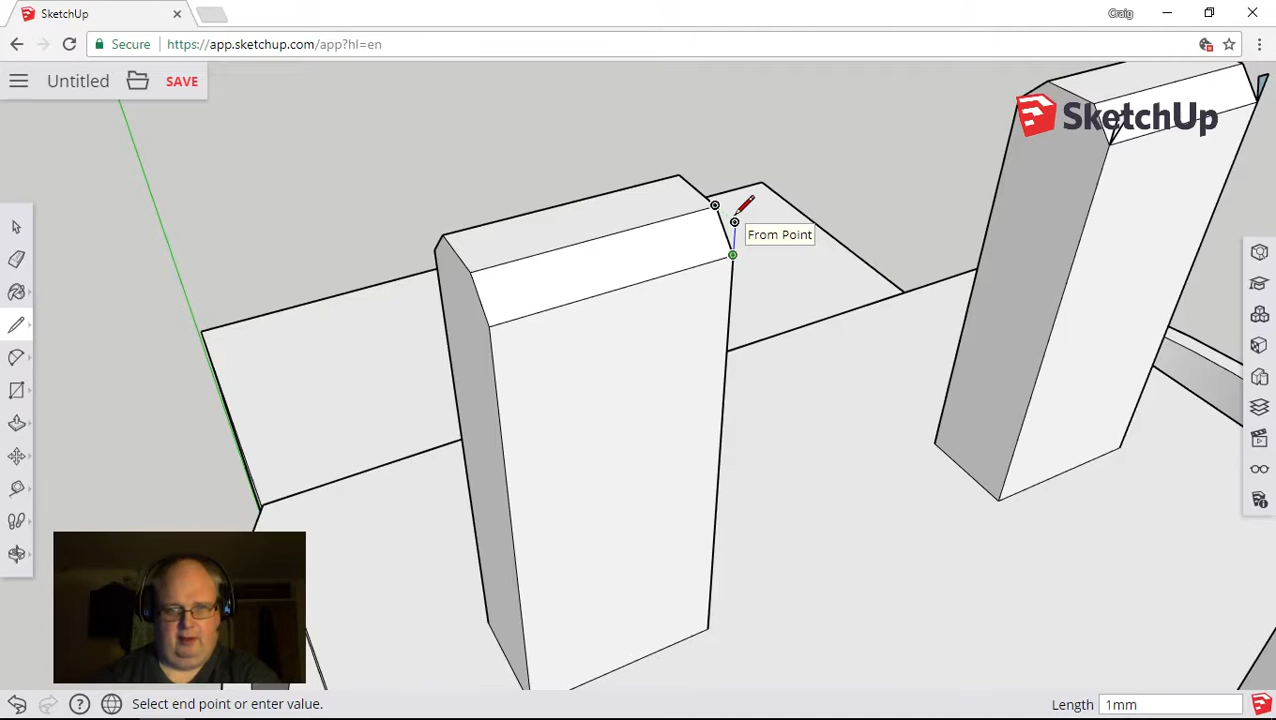 SketchUp
Craig
Secure
https://app.sketchup.com/app?hl=en
Untitled
SAVE
SketchUp
From Point
Select end point or enter value.
Length
1mm